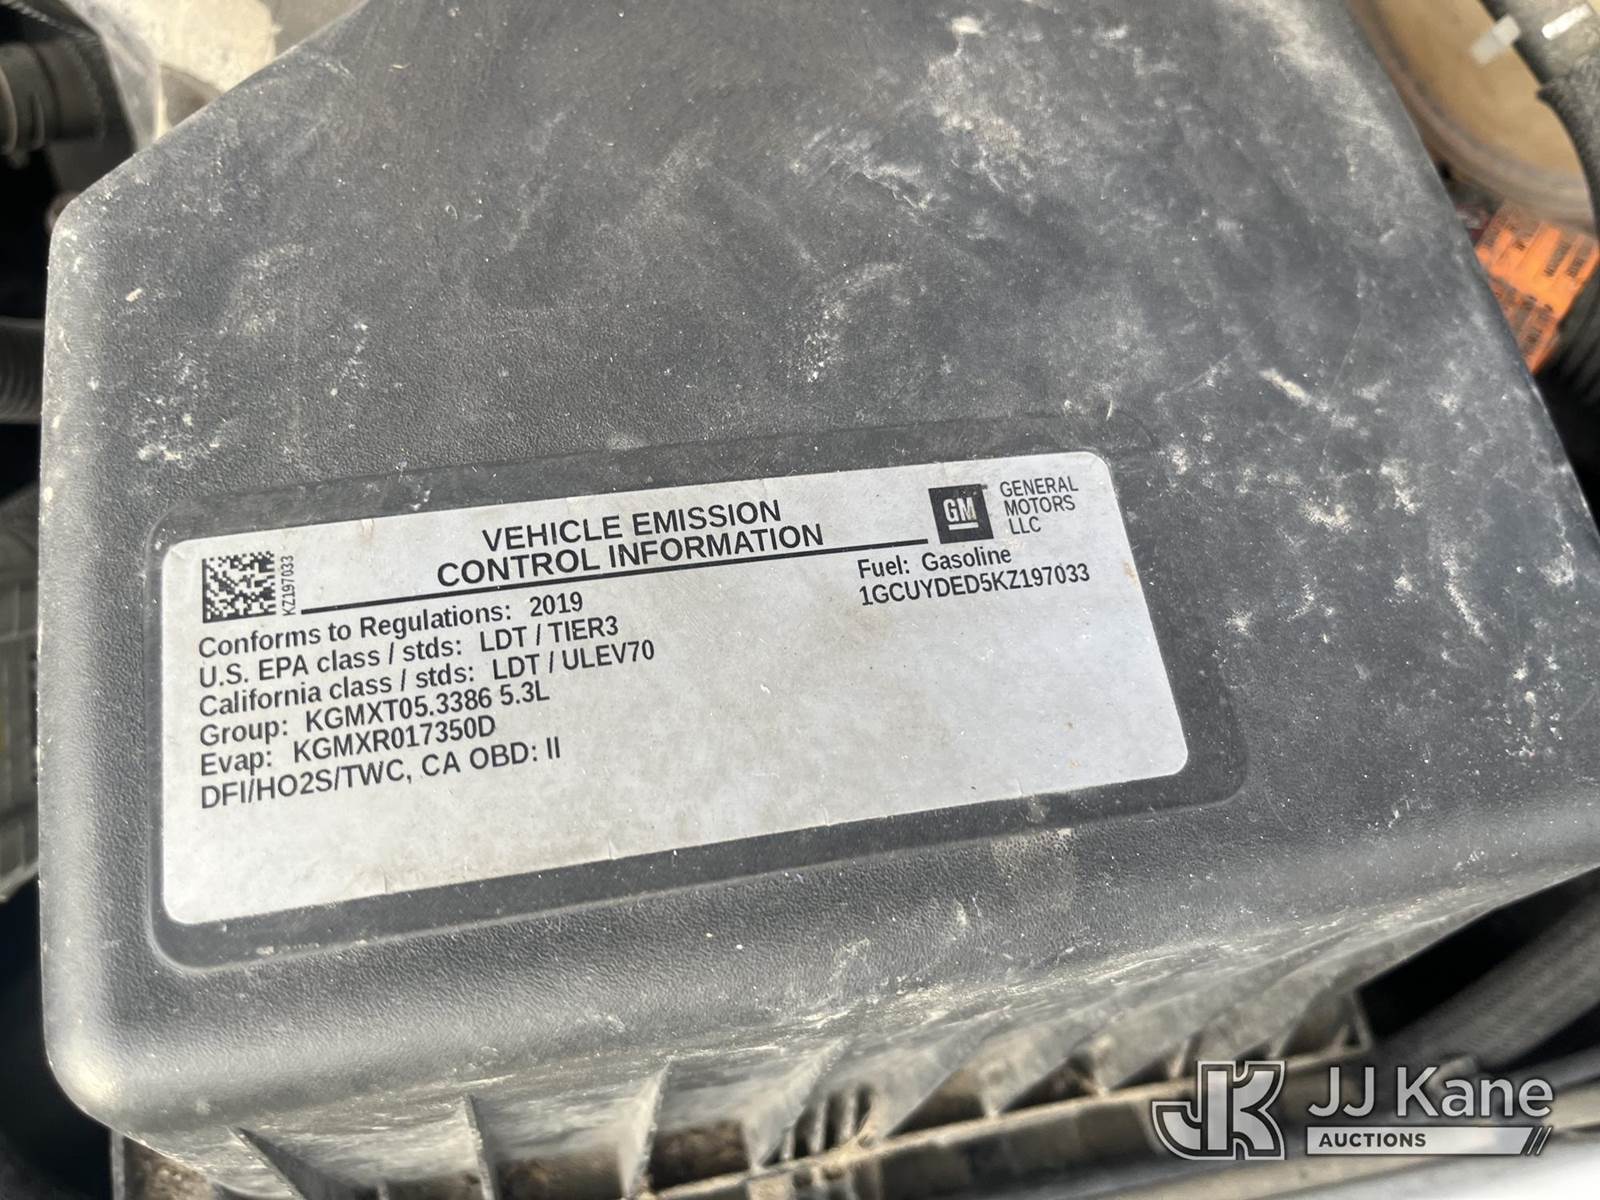 VEHICLE EMISSION
CONTROL INFORMATION
GM
GENERAL
MOTORS
LLC
KZ197033
Fuel: Gasoline
1GCUYDED5KZ197033
Conforms to Regulations: 2019
U.S. EPA class / stds: LDT / TIER3
California class / stds: LDT / ULEV70
Group: KGMXT05.3386 5.3L
Evap: KGMXR017350D
DFI/HO2S/TWC, CA OBD: II
JK JJ Kane
AUCTIONS